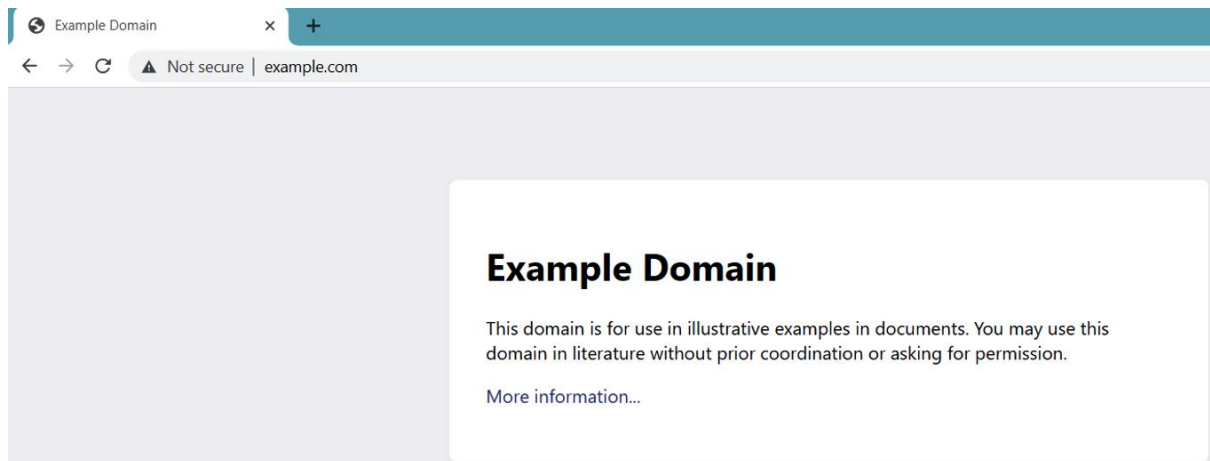 Example Domain
Not secure | example.com
Example Domain
This domain is for use in illustrative examples in documents. You may use this
domain in literature without prior coordination or asking for permission.
More information...